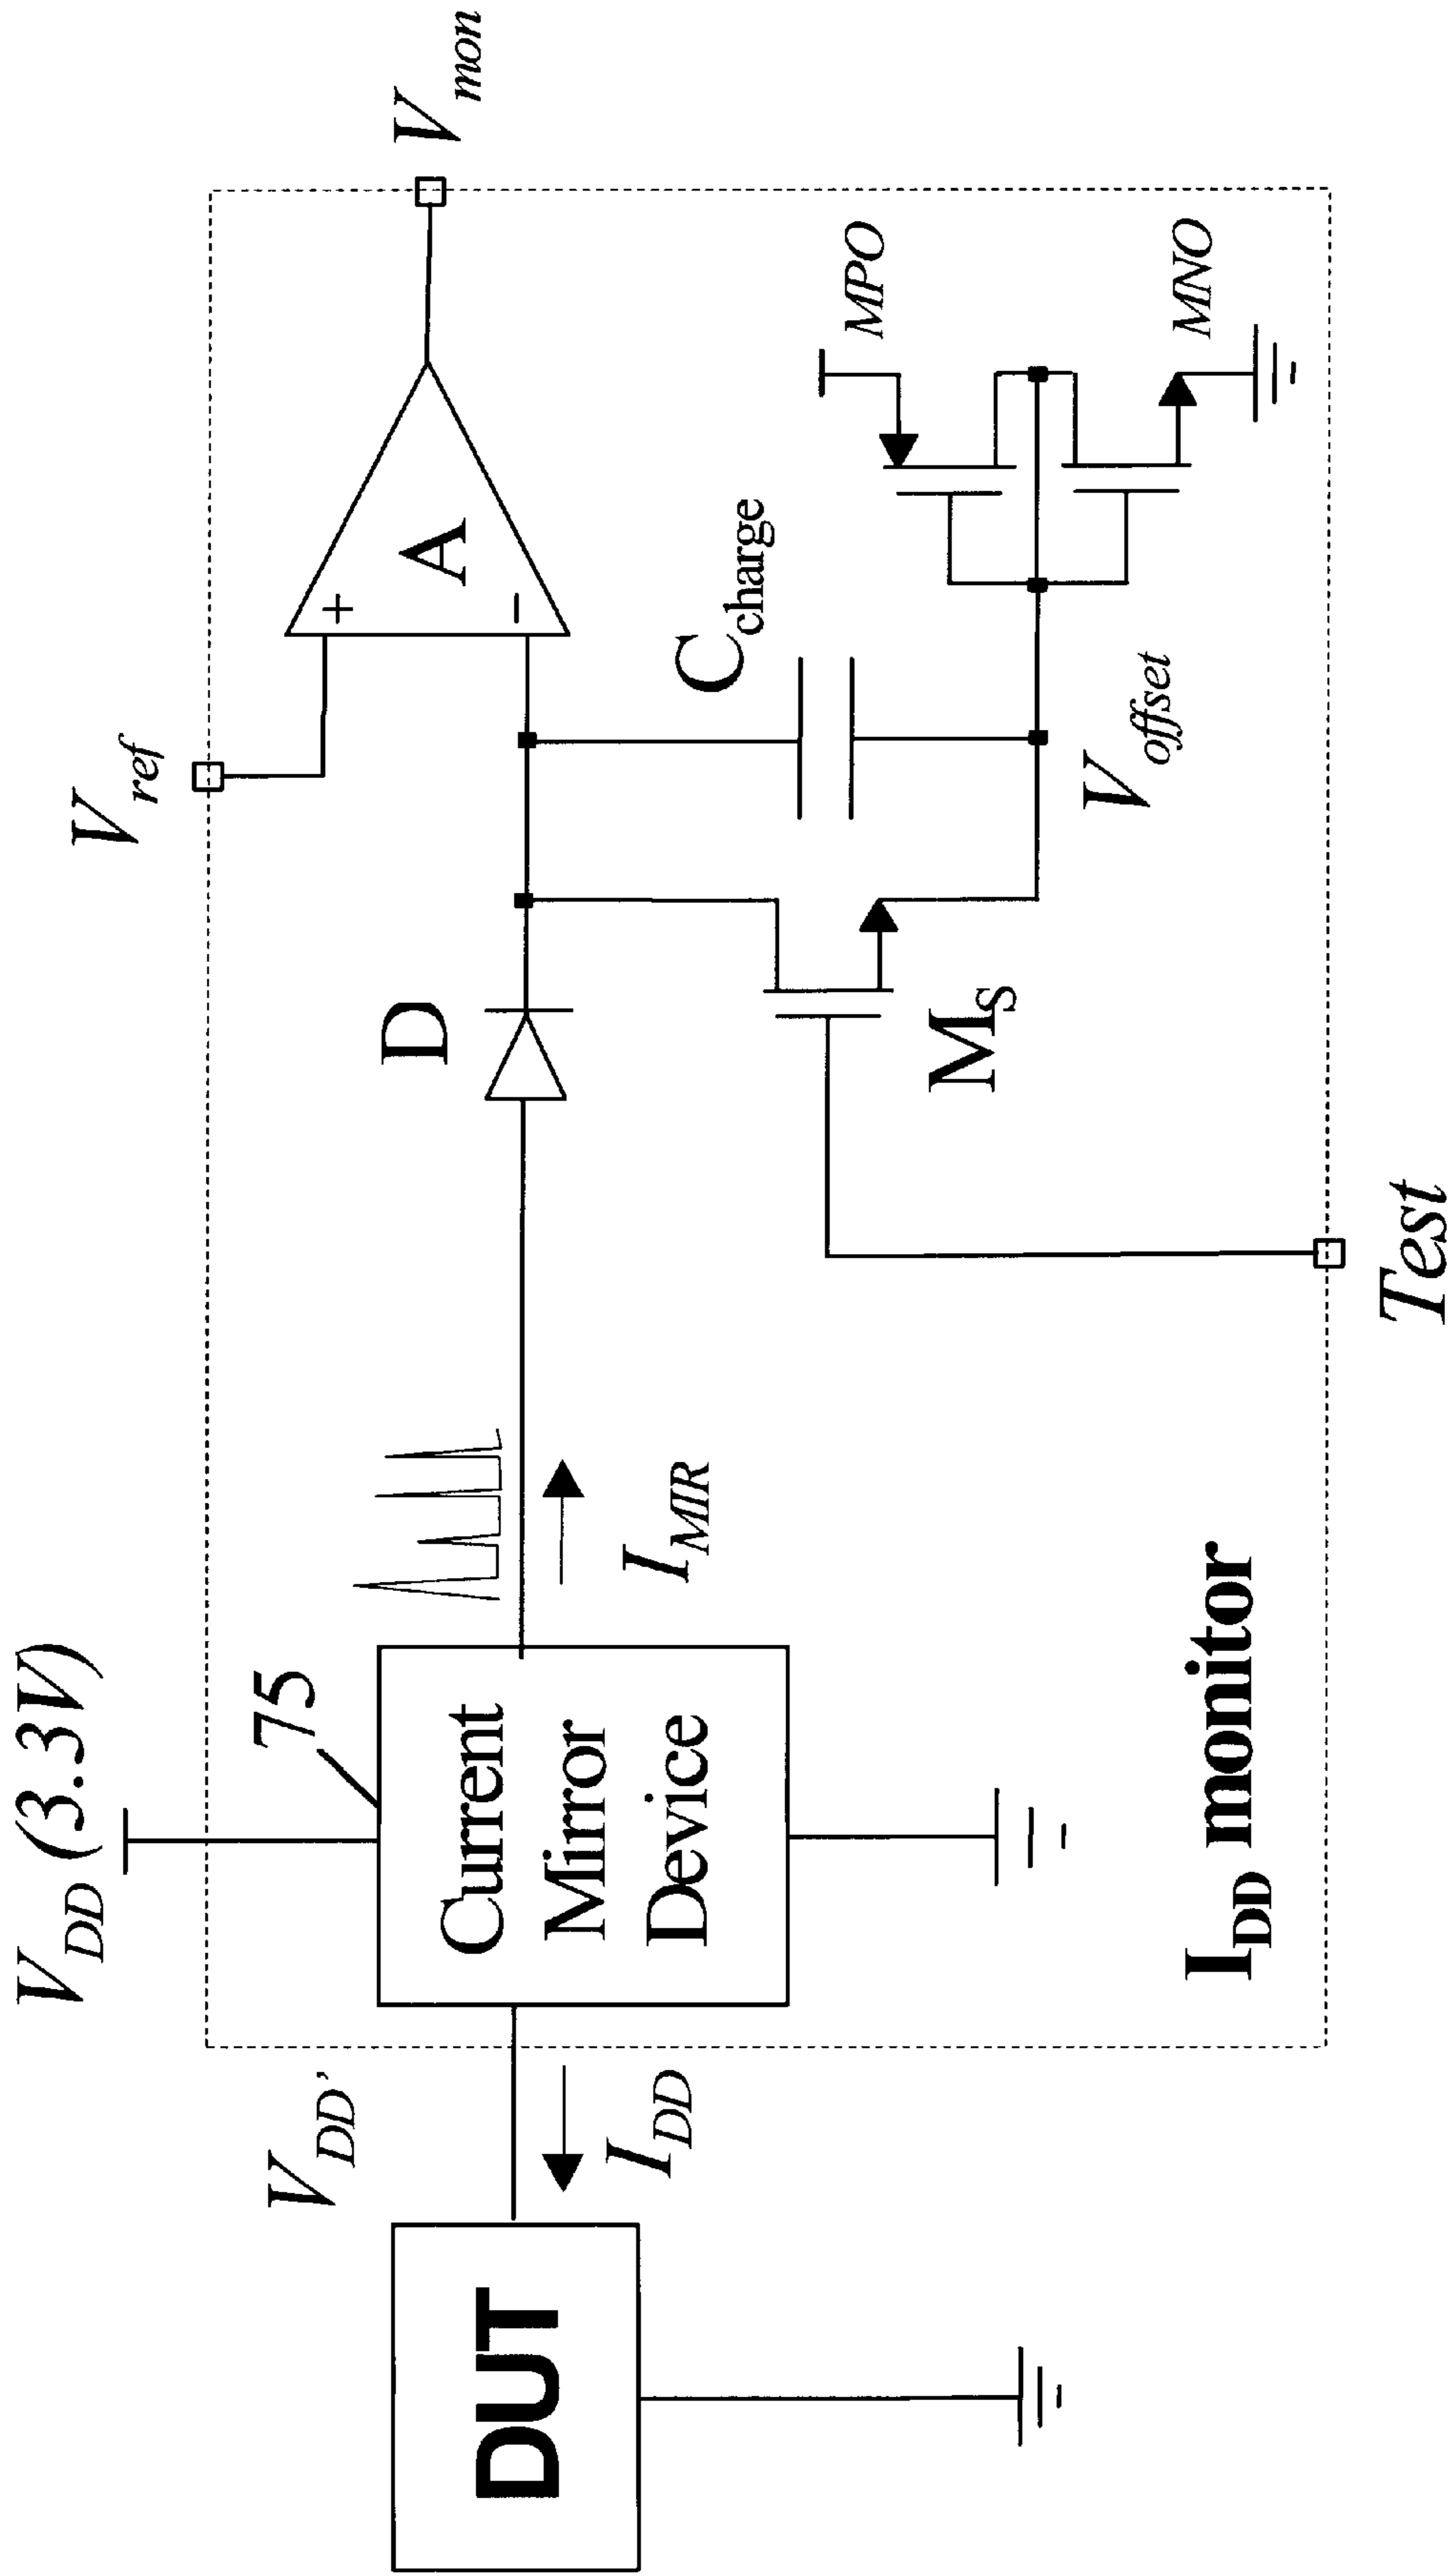 V_DD (3.3V)
75
V_ref
V_mon
V_DD'
DUT
I_DD
Current
Mirror
Device
I_MIR
D
+
−
A
C_charge
M_S
V_offset
MPO
MNO
I_DD monitor
Test